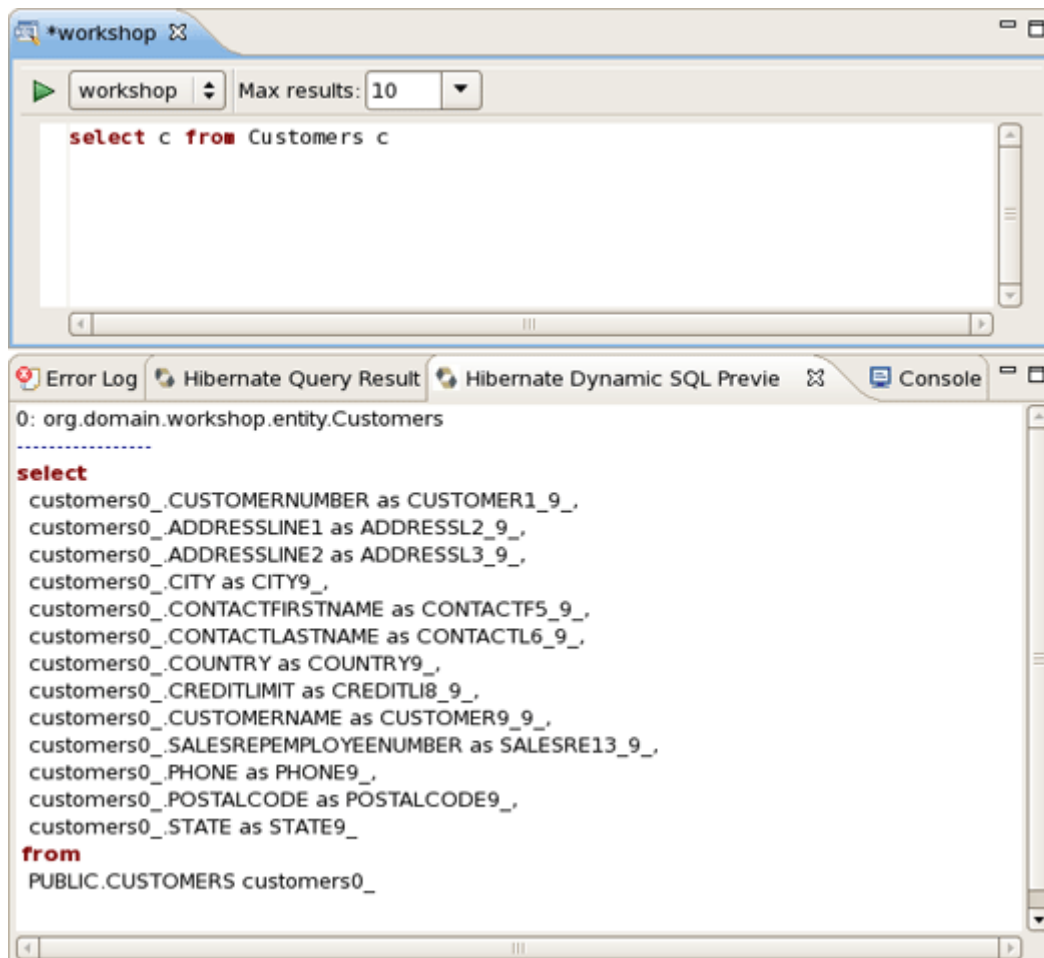 *workshop
workshop Max results: 10
select c from Customers c
Error Log Hibernate Query Result Hibernate Dynamic SQL Previe Console
0: org.domain.workshop.entity.Customers
-----------------
select
customers0_.CUSTOMERNUMBER as CUSTOMER1_9_,
customers0_.ADDRESSLINE1 as ADDRESSL2_9_,
customers0_.ADDRESSLINE2 as ADDRESSL3_9_,
customers0_.CITY as CITY9_,
customers0_.CONTACTFIRSTNAME as CONTACTF5_9_,
customers0_.CONTACTLASTNAME as CONTACTL6_9_,
customers0_.COUNTRY as COUNTRY9_,
customers0_.CREDITLIMIT as CREDITLI8_9_,
customers0_.CUSTOMERNAME as CUSTOMER9_9_,
customers0_.SALESREPEMPLOYEENUMBER as SALESRE13_9_,
customers0_.PHONE as PHONE9_,
customers0_.POSTALCODE as POSTALCODE9_,
customers0_.STATE as STATE9_
from
PUBLIC.CUSTOMERS customers0_